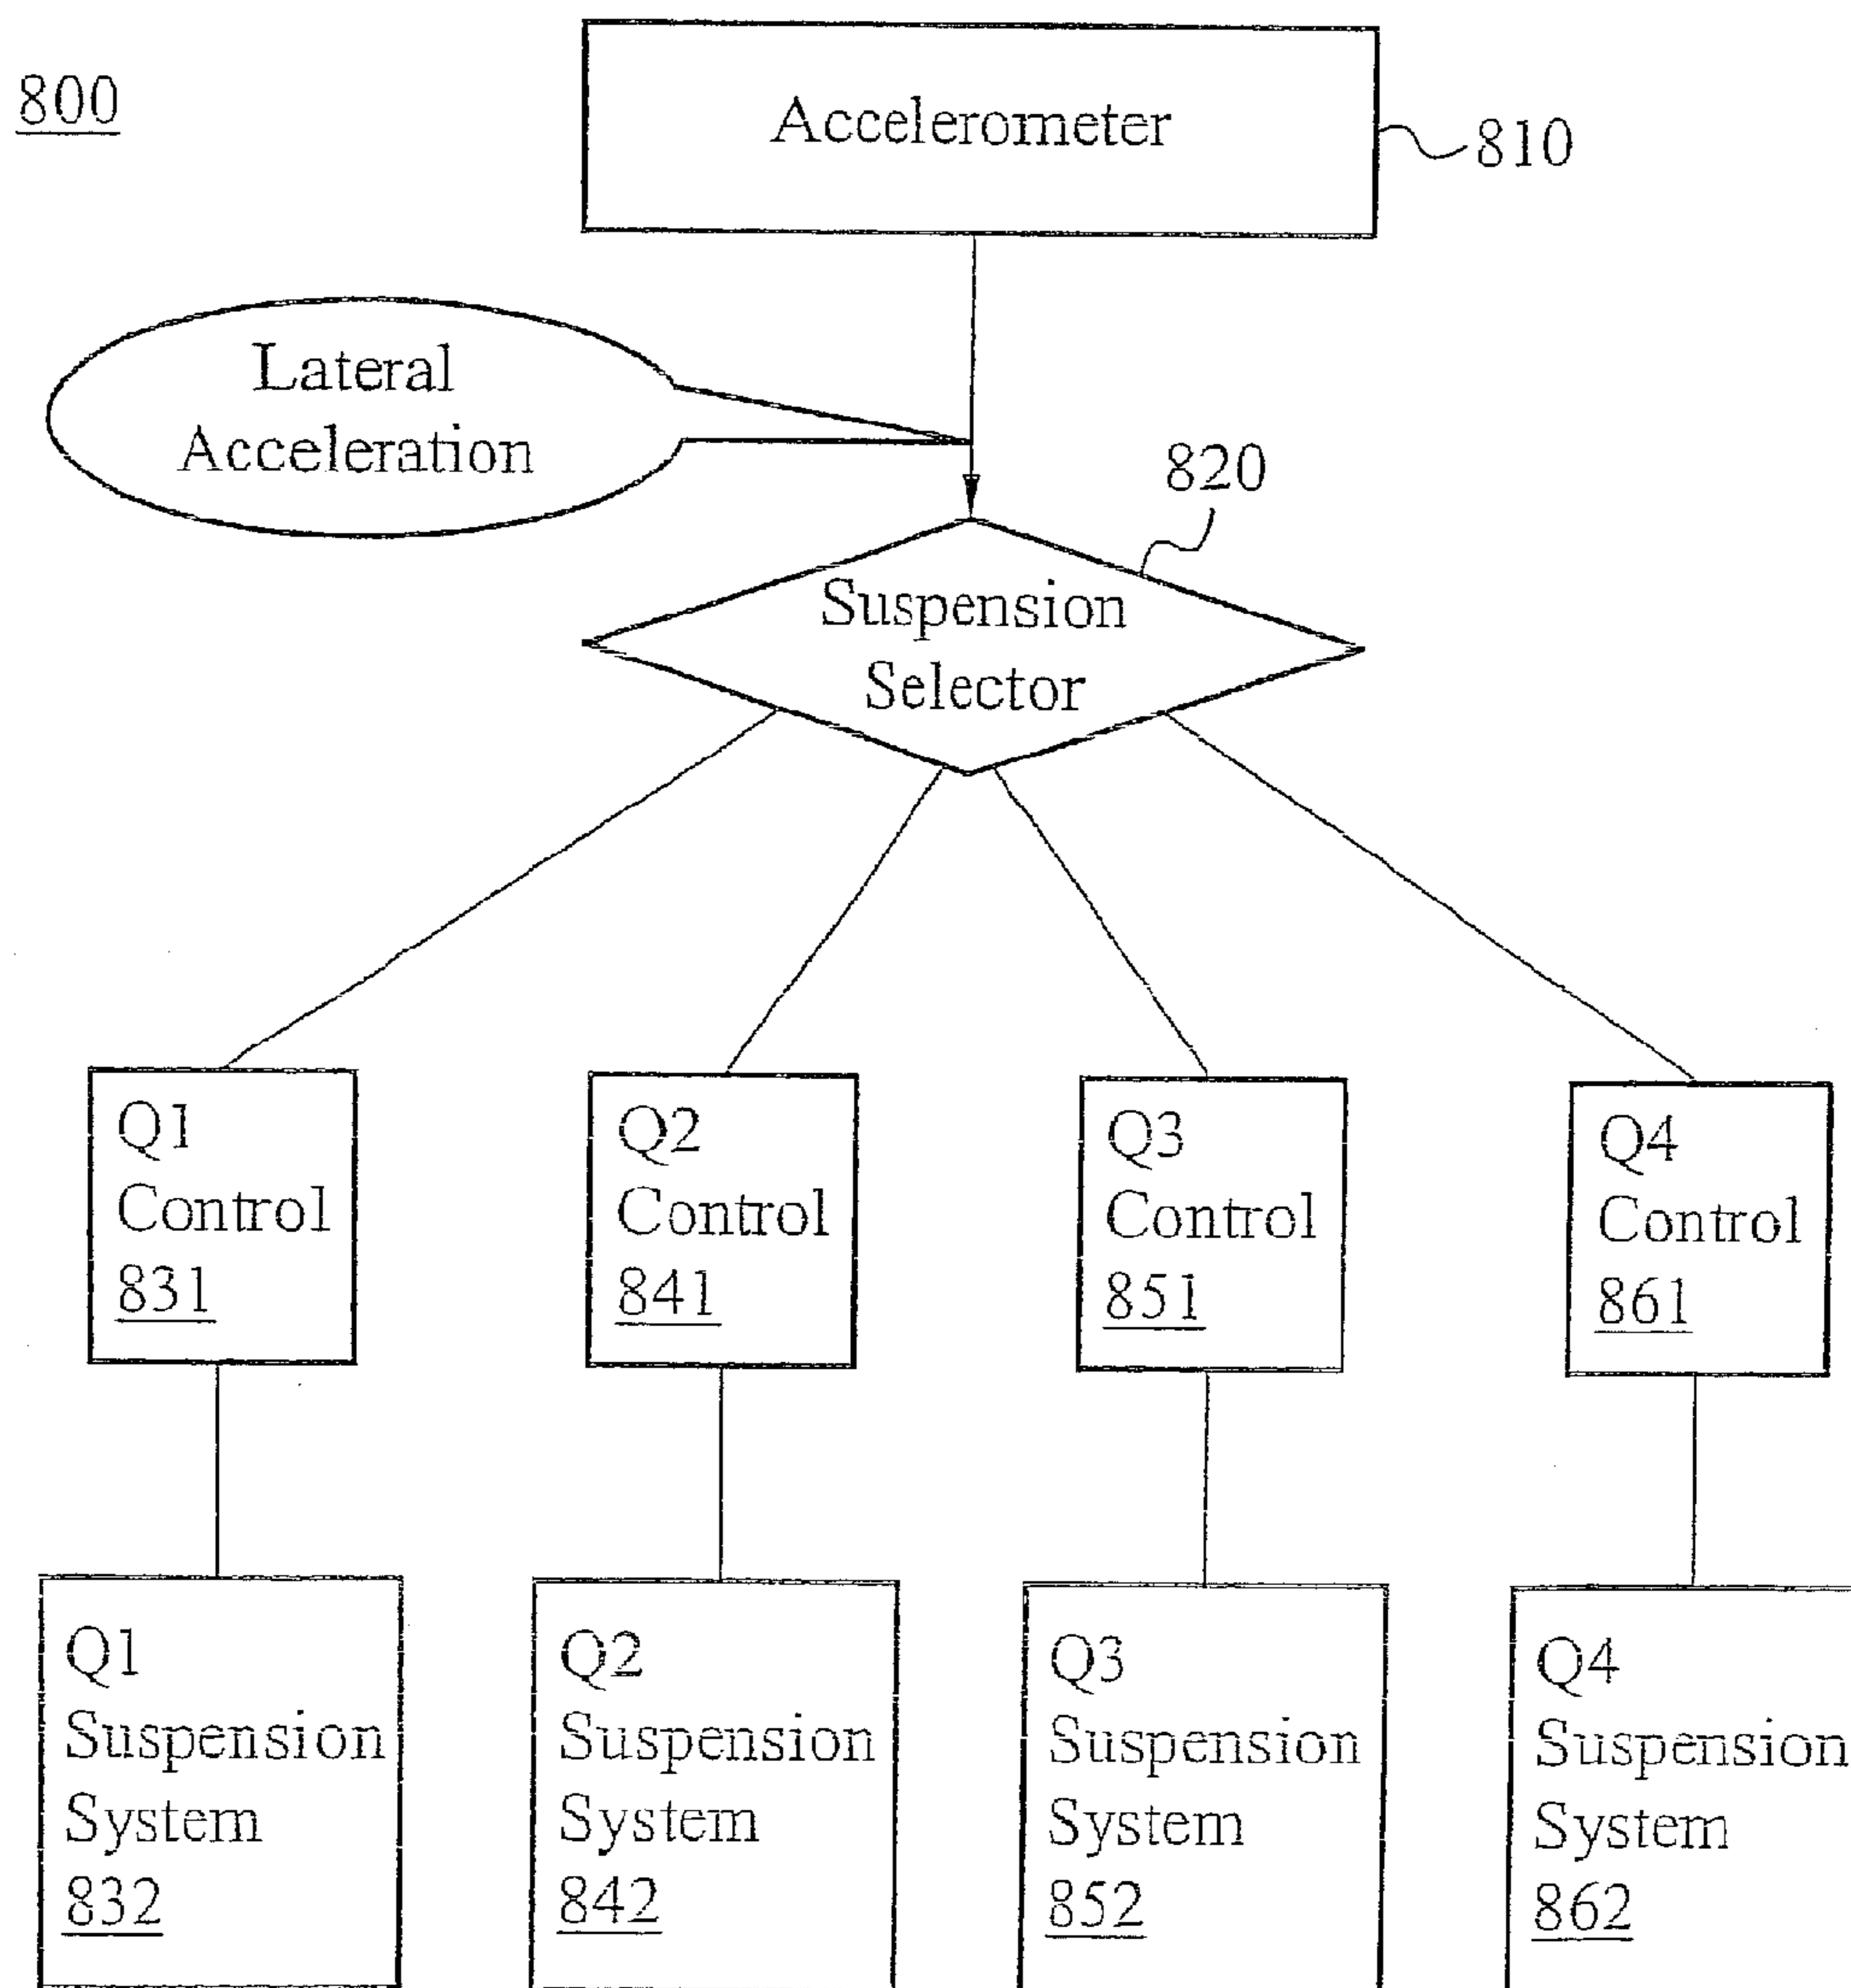 800
Accelerometer
810
Lateral
Acceleration
820
Suspension
Selector
Q1
Control
831
Q2
Control
841
Q3
Control
851
Q4
Control
861
Q1
Suspension
System
832
Q2
Suspension
System
842
Q3
Suspension
System
852
Q4
Suspension
System
862